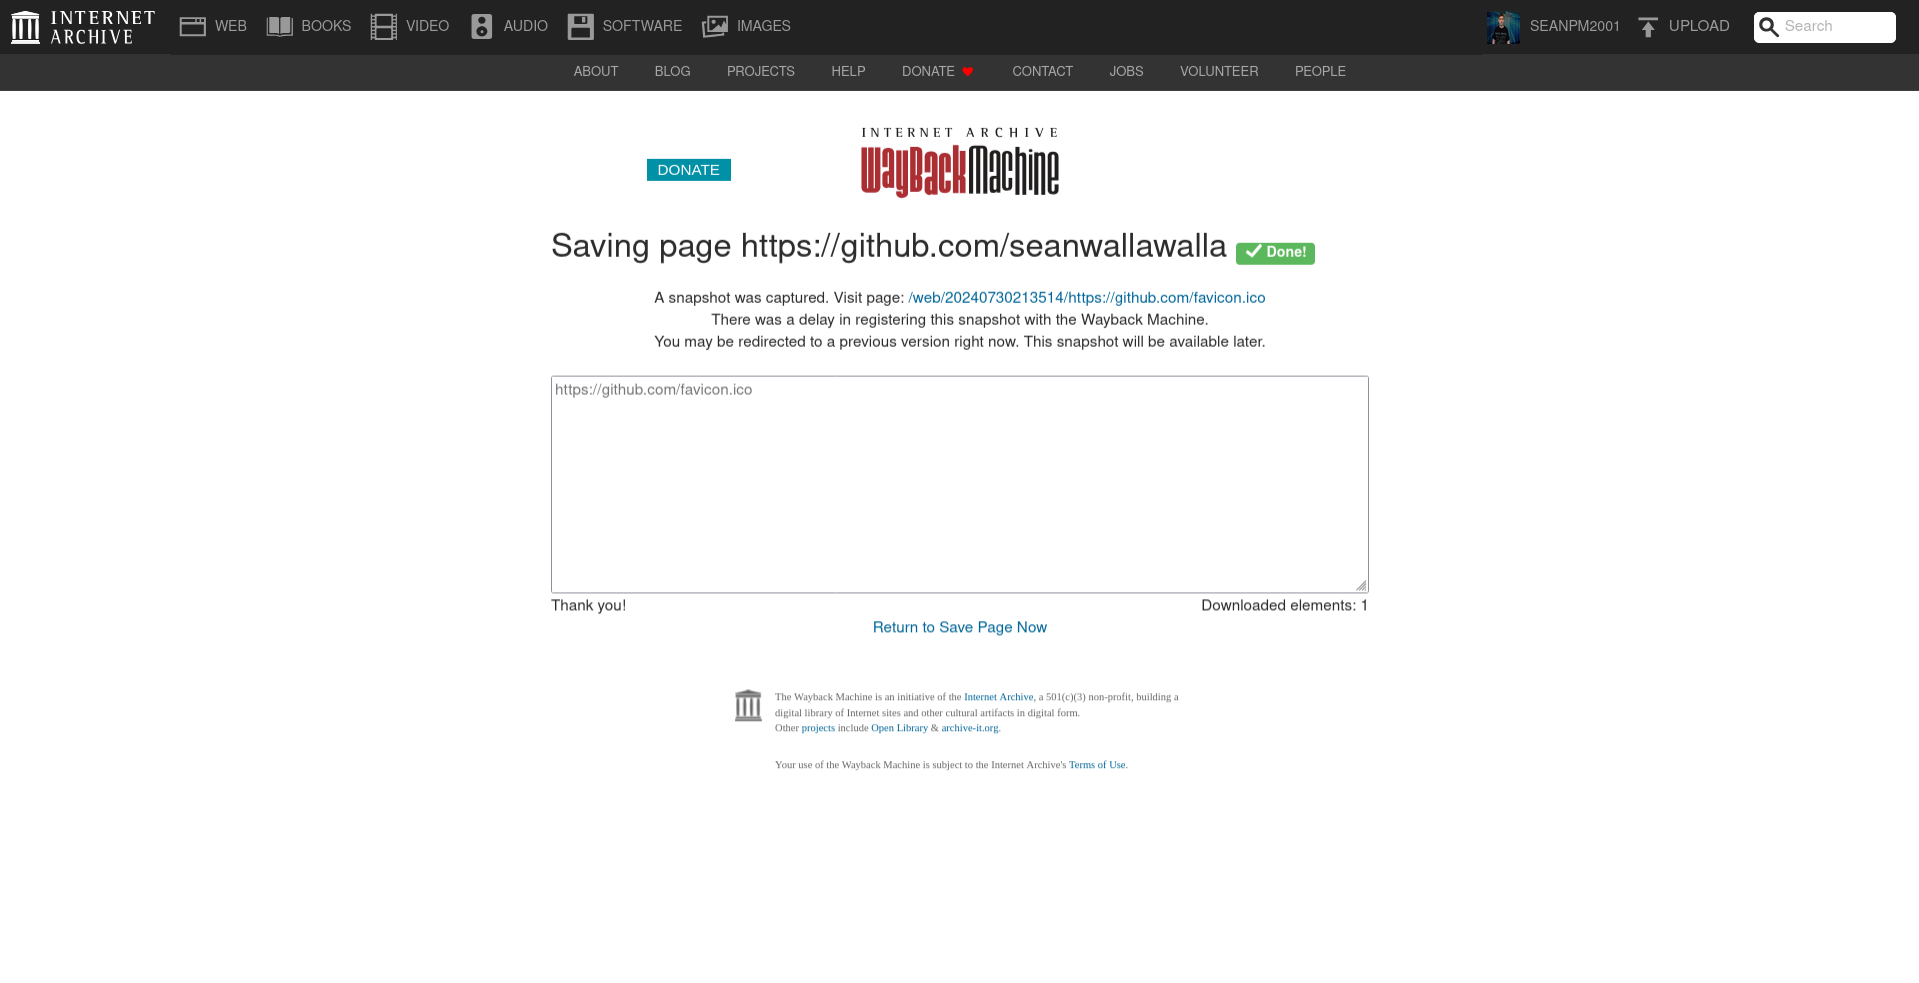 INTERNET
ARCHIVE
WEB
BOOKS
VIDEO
AUDIO
SOFTWARE
IMAGES
SEANPM2001
UPLOAD
Search
ABOUT
BLOG
PROJECTS
HELP
DONATE
CONTACT
JOBS
VOLUNTEER
PEOPLE
INTERNET ARCHIVE
WayBackMachine
DONATE
Saving page https://github.com/seanwallawalla Done!
A snapshot was captured. Visit page: /web/20240730213514/https://github.com/favicon.ico
There was a delay in registering this snapshot with the Wayback Machine.
You may be redirected to a previous version right now. This snapshot will be available later.
https://github.com/favicon.ico
Thank you!
Downloaded elements: 1
Return to Save Page Now
The Wayback Machine is an initiative of the Internet Archive, a 501(c)(3) non-profit, building a
digital library of Internet sites and other cultural artifacts in digital form.
Other projects include Open Library & archive-it.org.
Your use of the Wayback Machine is subject to the Internet Archive's Terms of Use.